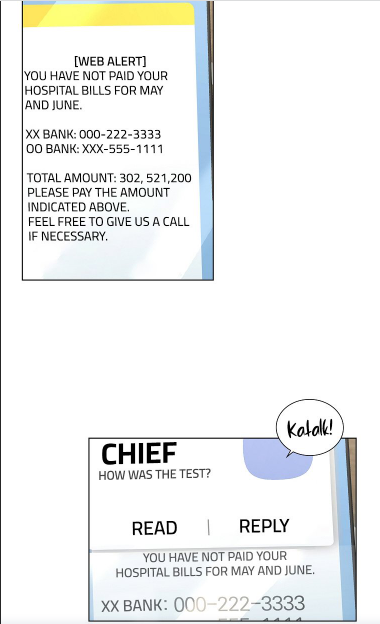 [WEB ALERT]
YOU HAVE NOT PAID YOUR
HOSPITAL BILLS FOR MAY
AND JUNE.
XX BANK: 000-222-3333
OO BANK: XXX-555-1111
TOTAL AMOUNT: 302, 521,200
PLEASE PAY THE AMOUNT
INDICATED ABOVE.
FEEL FREE TO GIVE US A CALL
IF NECESSARY.
Katalk!
CHIEF
HOW WAS THE TEST?
READ | REPLY
YOU HAVE NOT PAID YOUR
HOSPITAL BILLS FOR MAY AND JUNE.
XX BANK: 000-222-3333